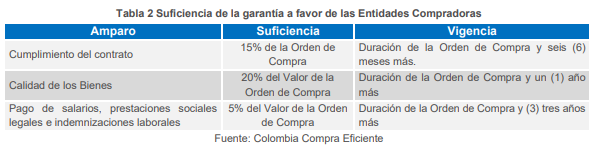 Tabla 2 Suficiencia de la garantía a favor de las Entidades Compradoras
Amparo Suficiencia Vigencia
Cumplimiento del contrato 15% de la Orden de Compra Duración de la Orden de Compra y seis (6) meses más.
Calidad de los Bienes 20% del Valor de la Orden de Compra Duración de la Orden de Compra y un (1) año más
Pago de salarios, prestaciones sociales legales e indemnizaciones laborales 5% del Valor de la Orden de Compra Duración de la Orden de Compra y (3) tres años más
Fuente: Colombia Compra Eficiente